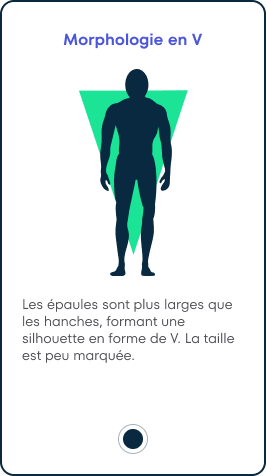 Morphologie en V
Les épaules sont plus larges que
les hanches, formant une
silhouette en forme de V. La taille
est peu marquée.